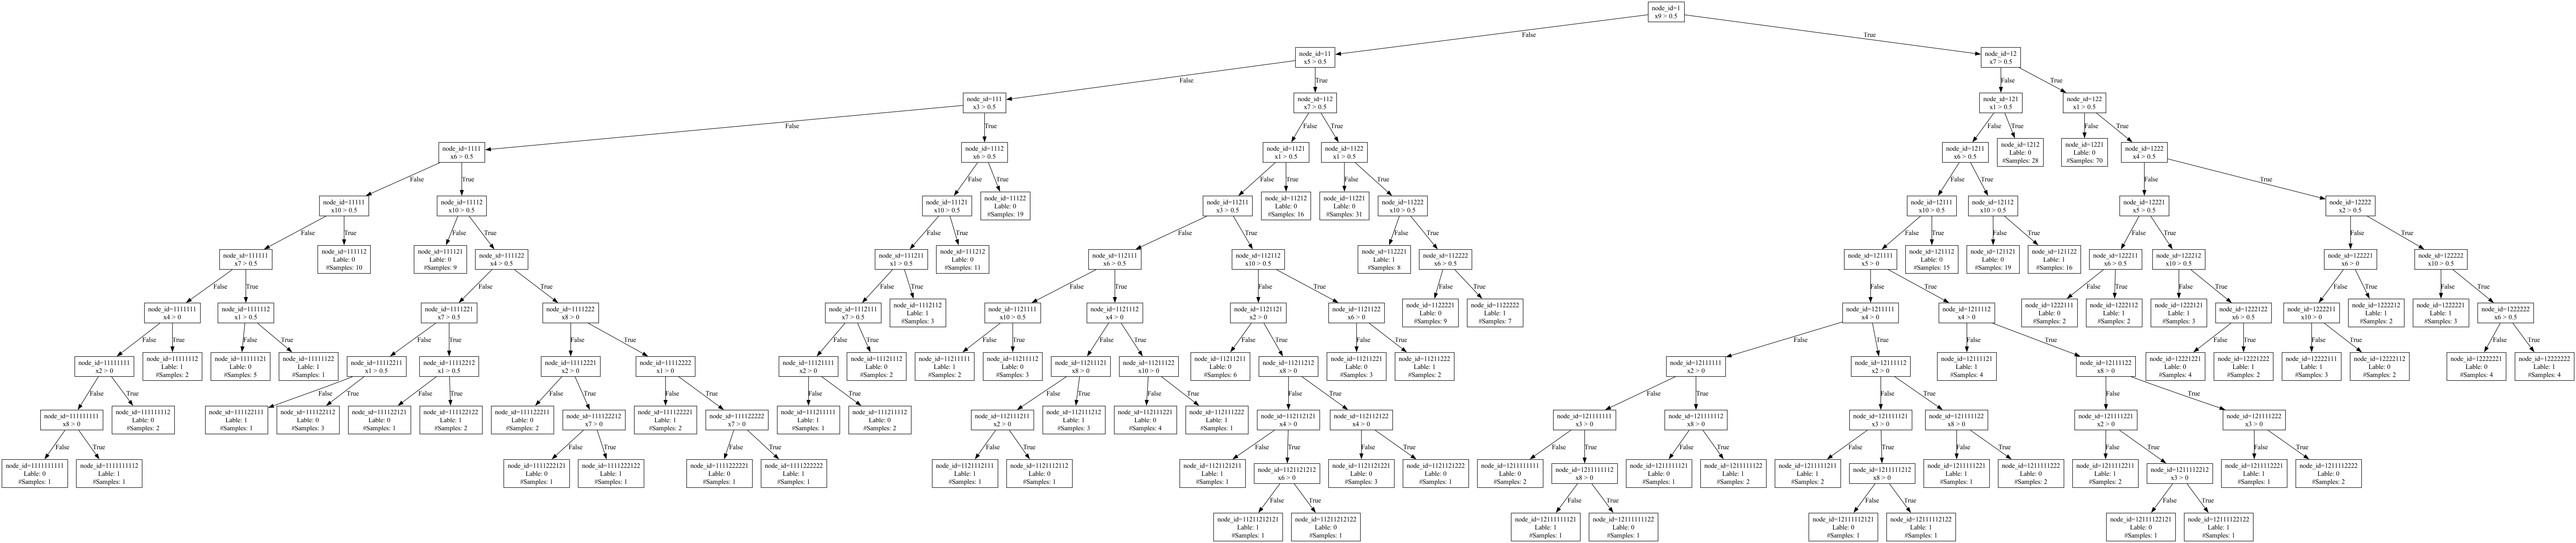 node_id=1
x9 > 0.5
False
True
node_id=11
x5 > 0.5
node_id=12
x7 > 0.5
False
True
False
True
node_id=111
x3 > 0.5
node_id=112
x7 > 0.5
node_id=121
x1 > 0.5
node_id=122
x1 > 0.5
False
True
False
True
False
True
False
True
node_id=1111
x6 > 0.5
node_id=1112
x6 > 0.5
node_id=1121
x1 > 0.5
node_id=1122
x1 > 0.5
node_id=1211
x6 > 0.5
node_id=1212
Lable: 0
#Samples: 28
node_id=1221
Lable: 0
#Samples: 70
node_id=1222
x4 > 0.5
False
True
False
True
False
True
False
True
False
True
False
True
node_id=11111
x10 > 0.5
node_id=11112
x10 > 0.5
node_id=11121
x10 > 0.5
node_id=11122
Lable: 0
#Samples: 19
node_id=11211
x3 > 0.5
node_id=11212
Lable: 0
#Samples: 16
node_id=11221
Lable: 0
#Samples: 31
node_id=11222
x10 > 0.5
node_id=12111
x10 > 0.5
node_id=12112
x10 > 0.5
node_id=12221
x5 > 0.5
node_id=12222
x2 > 0.5
False
True
False
True
False
True
False
True
False
True
False
True
False
True
False
True
False
True
node_id=111111
x7 > 0.5
node_id=111112
Lable: 0
#Samples: 10
node_id=111121
Lable: 0
#Samples: 9
node_id=111122
x4 > 0.5
node_id=111211
x1 > 0.5
node_id=111212
Lable: 0
#Samples: 11
node_id=112111
x6 > 0.5
node_id=112112
x10 > 0.5
node_id=112221
Lable: 1
#Samples: 8
node_id=112222
x6 > 0.5
node_id=121111
x5 > 0
node_id=121112
Lable: 0
#Samples: 15
node_id=121121
Lable: 0
#Samples: 19
node_id=121122
Lable: 1
#Samples: 16
node_id=122211
x6 > 0.5
node_id=122212
x10 > 0.5
node_id=122221
x6 > 0
node_id=122222
x10 > 0.5
False
True
False
True
False
True
False
True
False
True
False
True
False
True
False
True
False
True
False
True
False
True
node_id=1111111
x4 > 0
node_id=1111112
x1 > 0.5
node_id=1111221
x7 > 0.5
node_id=1111222
x8 > 0
node_id=1112111
x7 > 0.5
node_id=1112112
Lable: 1
#Samples: 3
node_id=1121111
x10 > 0.5
node_id=1121112
x4 > 0
node_id=1121121
x2 > 0
node_id=1121122
x6 > 0
node_id=1122221
Lable: 0
#Samples: 9
node_id=1122222
Lable: 1
#Samples: 7
node_id=1211111
x4 > 0
node_id=1211112
x4 > 0
node_id=1222111
Lable: 0
#Samples: 2
node_id=1222112
Lable: 1
#Samples: 2
node_id=1222121
Lable: 1
#Samples: 3
node_id=1222122
x6 > 0.5
node_id=1222211
x10 > 0
node_id=1222212
Lable: 1
#Samples: 2
node_id=1222221
Lable: 1
#Samples: 3
node_id=1222222
x6 > 0.5
False
True
False
True
False
True
False
True
False
True
False
True
False
True
False
True
False
True
False
True
False
True
False
True
False
True
False
True
node_id=11111111
x2 > 0
node_id=11111112
Lable: 1
#Samples: 2
node_id=11111121
Lable: 0
#Samples: 5
node_id=11111122
Lable: 1
#Samples: 1
node_id=11112211
x1 > 0.5
node_id=11112212
x1 > 0.5
node_id=11112221
x2 > 0
node_id=11112222
x1 > 0
node_id=11121111
x2 > 0
node_id=11121112
Lable: 0
#Samples: 2
node_id=11211111
Lable: 1
#Samples: 2
node_id=11211112
Lable: 0
#Samples: 3
node_id=11211121
x8 > 0
node_id=11211122
x10 > 0
node_id=11211211
Lable: 0
#Samples: 6
node_id=11211212
x8 > 0
node_id=11211221
Lable: 0
#Samples: 3
node_id=11211222
Lable: 1
#Samples: 2
node_id=12111111
x2 > 0
node_id=12111112
x2 > 0
node_id=12111121
Lable: 1
#Samples: 4
node_id=12111122
x8 > 0
node_id=12221221
Lable: 0
#Samples: 4
node_id=12221222
Lable: 1
#Samples: 2
node_id=12222111
Lable: 1
#Samples: 3
node_id=12222112
Lable: 0
#Samples: 2
node_id=12222221
Lable: 0
#Samples: 4
node_id=12222222
Lable: 1
#Samples: 4
False
True
False
True
False
True
False
True
False
True
False
True
False
True
False
True
False
True
False
True
False
True
False
True
node_id=111111111
x8 > 0
node_id=111111112
Lable: 0
#Samples: 2
node_id=111122111
Lable: 1
#Samples: 1
node_id=111122112
Lable: 0
#Samples: 3
node_id=111122121
Lable: 0
#Samples: 1
node_id=111122122
Lable: 1
#Samples: 2
node_id=111122211
Lable: 0
#Samples: 2
node_id=111122212
x7 > 0
node_id=111122221
Lable: 1
#Samples: 2
node_id=111122222
x7 > 0
node_id=111211111
Lable: 1
#Samples: 1
node_id=111211112
Lable: 0
#Samples: 2
node_id=112111211
x2 > 0
node_id=112111212
Lable: 1
#Samples: 3
node_id=112111221
Lable: 0
#Samples: 4
node_id=112111222
Lable: 1
#Samples: 1
node_id=112112121
x4 > 0
node_id=112112122
x4 > 0
node_id=121111111
x3 > 0
node_id=121111112
x8 > 0
node_id=121111121
x3 > 0
node_id=121111122
x8 > 0
node_id=121111221
x2 > 0
node_id=121111222
x3 > 0
False
True
False
True
False
True
False
True
False
True
False
True
False
True
False
True
False
True
False
True
False
True
False
True
node_id=1111111111
Lable: 0
#Samples: 1
node_id=1111111112
Lable: 1
#Samples: 1
node_id=1111222121
Lable: 0
#Samples: 1
node_id=1111222122
Lable: 1
#Samples: 1
node_id=1111222221
Lable: 0
#Samples: 1
node_id=1111222222
Lable: 1
#Samples: 1
node_id=1121112111
Lable: 1
#Samples: 1
node_id=1121112112
Lable: 0
#Samples: 1
node_id=1121121211
Lable: 1
#Samples: 1
node_id=1121121212
x6 > 0
node_id=1121121221
Lable: 1
#Samples: 3
node_id=1121121222
Lable: 0
#Samples: 1
node_id=1211111111
Lable: 0
#Samples: 2
node_id=1211111112
x8 > 0
node_id=1211111121
Lable: 0
#Samples: 1
node_id=1211111122
Lable: 1
#Samples: 2
node_id=1211111211
Lable: 1
#Samples: 2
node_id=1211111212
x8 > 0
node_id=1211111221
Lable: 1
#Samples: 1
node_id=1211111222
Lable: 0
#Samples: 2
node_id=1211112211
Lable: 1
#Samples: 2
node_id=1211112212
x3 > 0
node_id=1211112221
Lable: 1
#Samples: 1
node_id=1211112222
Lable: 0
#Samples: 2
False
True
False
True
False
True
False
True
node_id=11211212121
Lable: 1
#Samples: 1
node_id=11211212122
Lable: 0
#Samples: 1
node_id=12111111121
Lable: 1
#Samples: 1
node_id=12111111122
Lable: 0
#Samples: 1
node_id=12111112121
Lable: 0
#Samples: 1
node_id=12111112122
Lable: 1
#Samples: 1
node_id=12111122121
Lable: 0
#Samples: 1
node_id=12111122122
Lable: 1
#Samples: 1